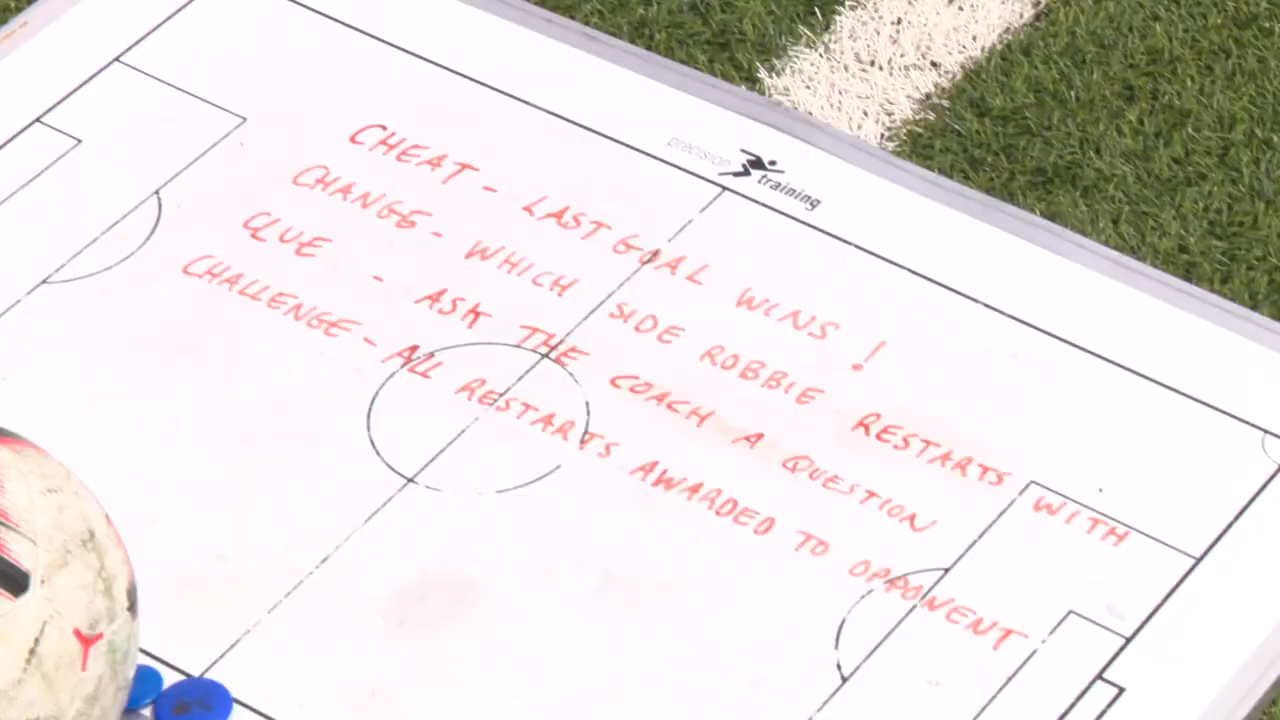 precision
training
CHEAT - LAST GOAL WINS !
CHANGE - WHICH SIDE ROBBIE RESTARTS WITH
CLUE - ASK THE COACH A QUESTION
CHALLENGE - ALL RESTARTS AWARDED TO OPPONENT